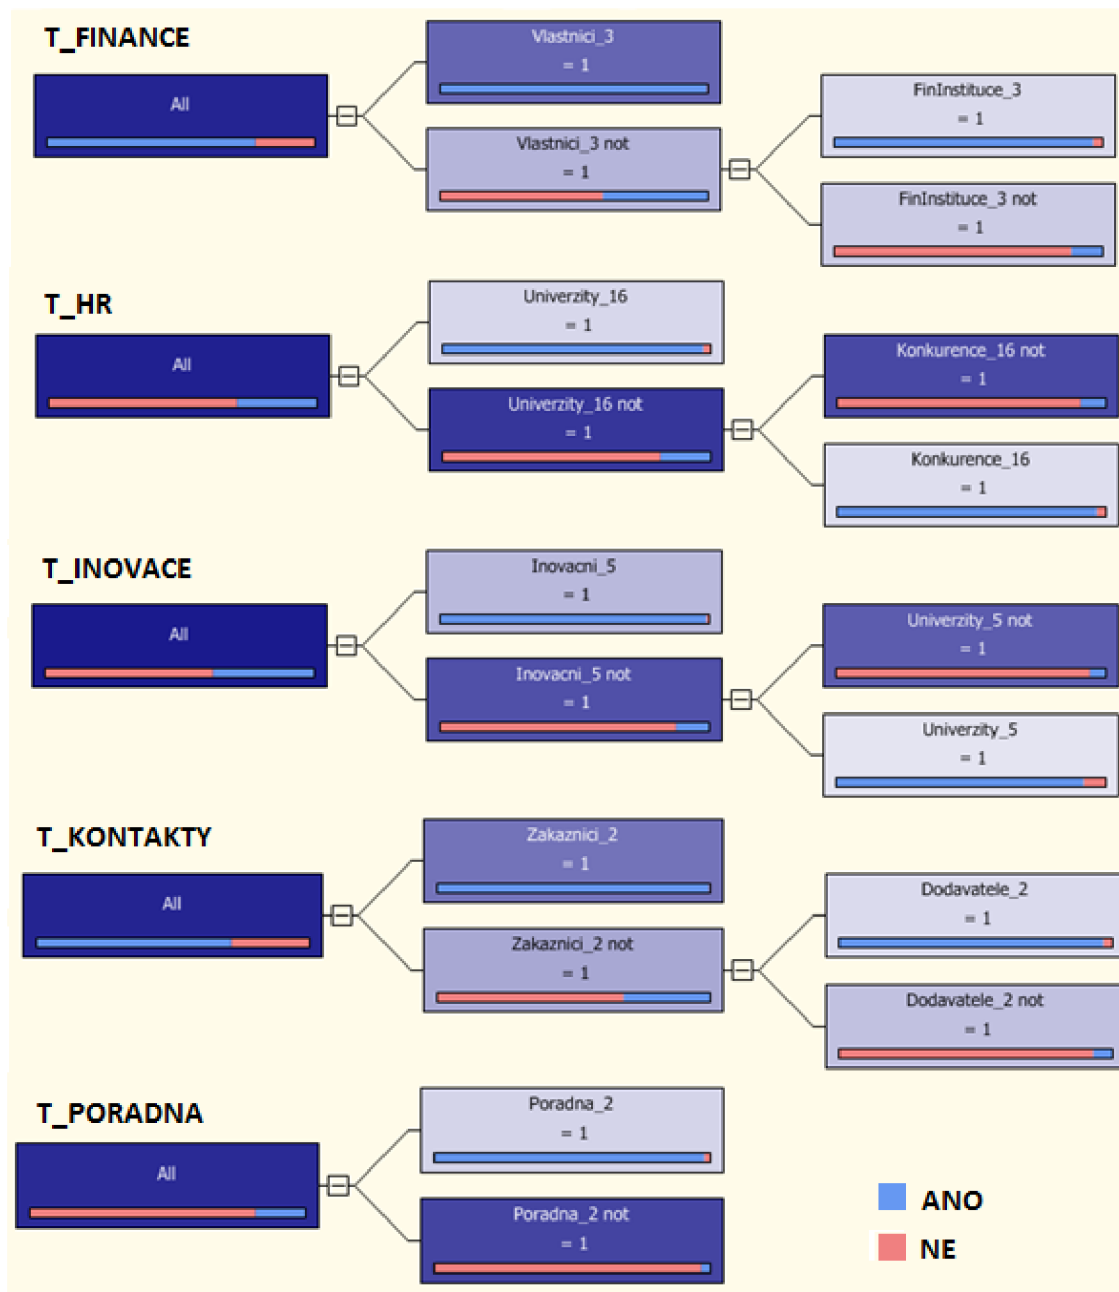 T_FINANCE
All
Vlastnici_3
= 1
Vlastnici_3 not
= 1
FinInstituce_3
= 1
FinInstituce_3 not
= 1
T_HR
All
Univerzity_16
= 1
Univerzity_16 not
= 1
Konkurence_16 not
= 1
Konkurence_16
= 1
T_INOVACE
All
Inovacni_5
= 1
Inovacni_5 not
= 1
Univerzity_5 not
= 1
Univerzity_5
= 1
T_KONTAKTY
All
Zakaznici_2
= 1
Zakaznici_2 not
= 1
Dodavatele_2
= 1
Dodavatele_2 not
= 1
T_PORADNA
All
Poradna_2
= 1
Poradna_2 not
= 1
ANO
NE